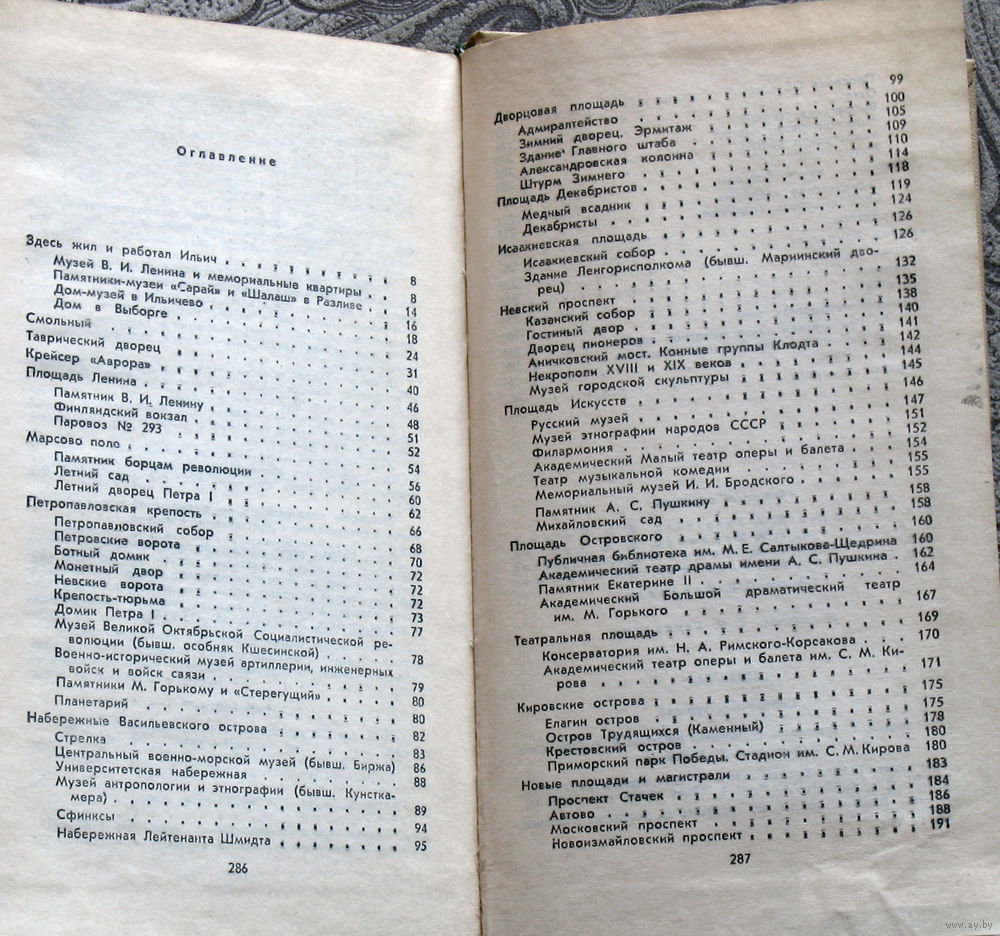 Оглавление
Здесь жил и работал Ильич . . . . . . . . 8
Музей В. И. Ленина и мемориальные квартиры . . 8
Памятники-музеи «Сарай» и «Шалаш» в Разливе . 14
Дом-музей в Ильичево . . . . . . . . 16
Дом в Выборге . . . . . . . . 18
Смольный . . . . . . . . 24
Таврический дворец . . . . . . . . 31
Крейсер «Аврора» . . . . . . . . 40
Площадь Ленина . . . . . . . . 46
Памятник В. И. Ленину . . . . . . . . 48
Финляндский вокзал . . . . . . . . 51
Паровоз № 293 . . . . . . . . 52
Марсово поле . . . . . . . . 54
Памятник борцам революции . . . . . . . . 56
Летний сад . . . . . . . . 60
Летний дворец Петра I . . . . . . . . 62
Петропавловская крепость . . . . . . . . 66
Петропавловский собор . . . . . . . . 68
Петровские ворота . . . . . . . . 70
Ботный домик . . . . . . . . 72
Монетный двор . . . . . . . . 72
Невские ворота . . . . . . . . 72
Крепость-тюрьма . . . . . . . . 73
Домик Петра I . . . . . . . . 77
Музей Великой Октябрьской Социалистической ре-
волюции (бывш. особняк Кшесинской) . . . . 78
Военно-исторический музей артиллерии, инженерных
войск и войск связи . . . . . . . . 79
Памятники М. Горькому и «Стерегущий» . . . . 80
Планетарий . . . . . . . . 80
Набережные Васильевского острова . . . . . . . . 82
Стрелка . . . . . . . . 83
Центральный военно-морской музей (бывш. Биржа) 86
Университетская набережная . . . . . . . . 88
Музей антропологии и этнографии (бывш. Кунстка-
мера) . . . . . . . . 89
Сфинксы . . . . . . . . 94
Набережная Лейтенанта Шмидта . . . . . . . . 95
286
Дворцовая площадь . . . . . . . . 99
Адмиралтейство . . . . . . . . 100
Зимний дворец. Эрмитаж . . . . . . . . 105
Здание Главного штаба . . . . . . . . 109
Александровская колонна . . . . . . . . 110
Штурм Зимнего . . . . . . . . 114
Площадь Декабристов . . . . . . . . 118
Медный всадник . . . . . . . . 119
Декабристы . . . . . . . . 124
Исаакиевская площадь . . . . . . . . 126
Исаакиевский собор . . . . . . . . 126
Здание Ленгорисполкома (бывш. Мариинский дво-
рец) . . . . . . . . 132
Невский проспект . . . . . . . . 135
Казанский собор . . . . . . . . 138
Гостиный двор . . . . . . . . 140
Дворец пионеров . . . . . . . . 141
Аничковский мост. Конные группы Клодта . . . 142
Некрополи XVIII и XIX веков . . . . . . . . 144
Музей городской скульптуры . . . . . . . . 145
Площадь Искусств . . . . . . . . 146
Русский музей . . . . . . . . 147
Музей этнографии народов СССР . . . . . . . . 151
Филармония . . . . . . . . 152
Академический Малый театр оперы и балета . . 154
Театр музыкальной комедии . . . . . . . . 155
Мемориальный музей И. И. Бродского . . . . 155
Памятник А. С. Пушкину . . . . . . . . 158
Михайловский сад . . . . . . . . 158
Площадь Островского . . . . . . . . 160
Публичная библиотека им. М. Е. Салтыкова-Щедрина 160
Академический театр драмы имени А. С. Пушкина . 162
Памятник Екатерине II . . . . . . . . 164
Академический Большой драматический театр
им. М. Горького . . . . . . . . 167
Театральная площадь . . . . . . . . 169
Консерватория им. Н. А. Римского-Корсакова . . 170
Академический театр оперы и балета им. С. М. Ки-
рова . . . . . . . . 171
Кировские острова . . . . . . . . 175
Елагин остров . . . . . . . . 175
Остров Трудящихся (Каменный) . . . . . . . . 178
Крестовский остров . . . . . . . . 180
Приморский парк Победы. Стадион им. С. М. Кирова 180
Новые площади и магистрали . . . . . . . . 183
Проспект Стачек . . . . . . . . 184
Автово . . . . . . . . 186
Московский проспект . . . . . . . . 188
Новоизмайловский проспект . . . . . . . . 191
287
www.ay.by